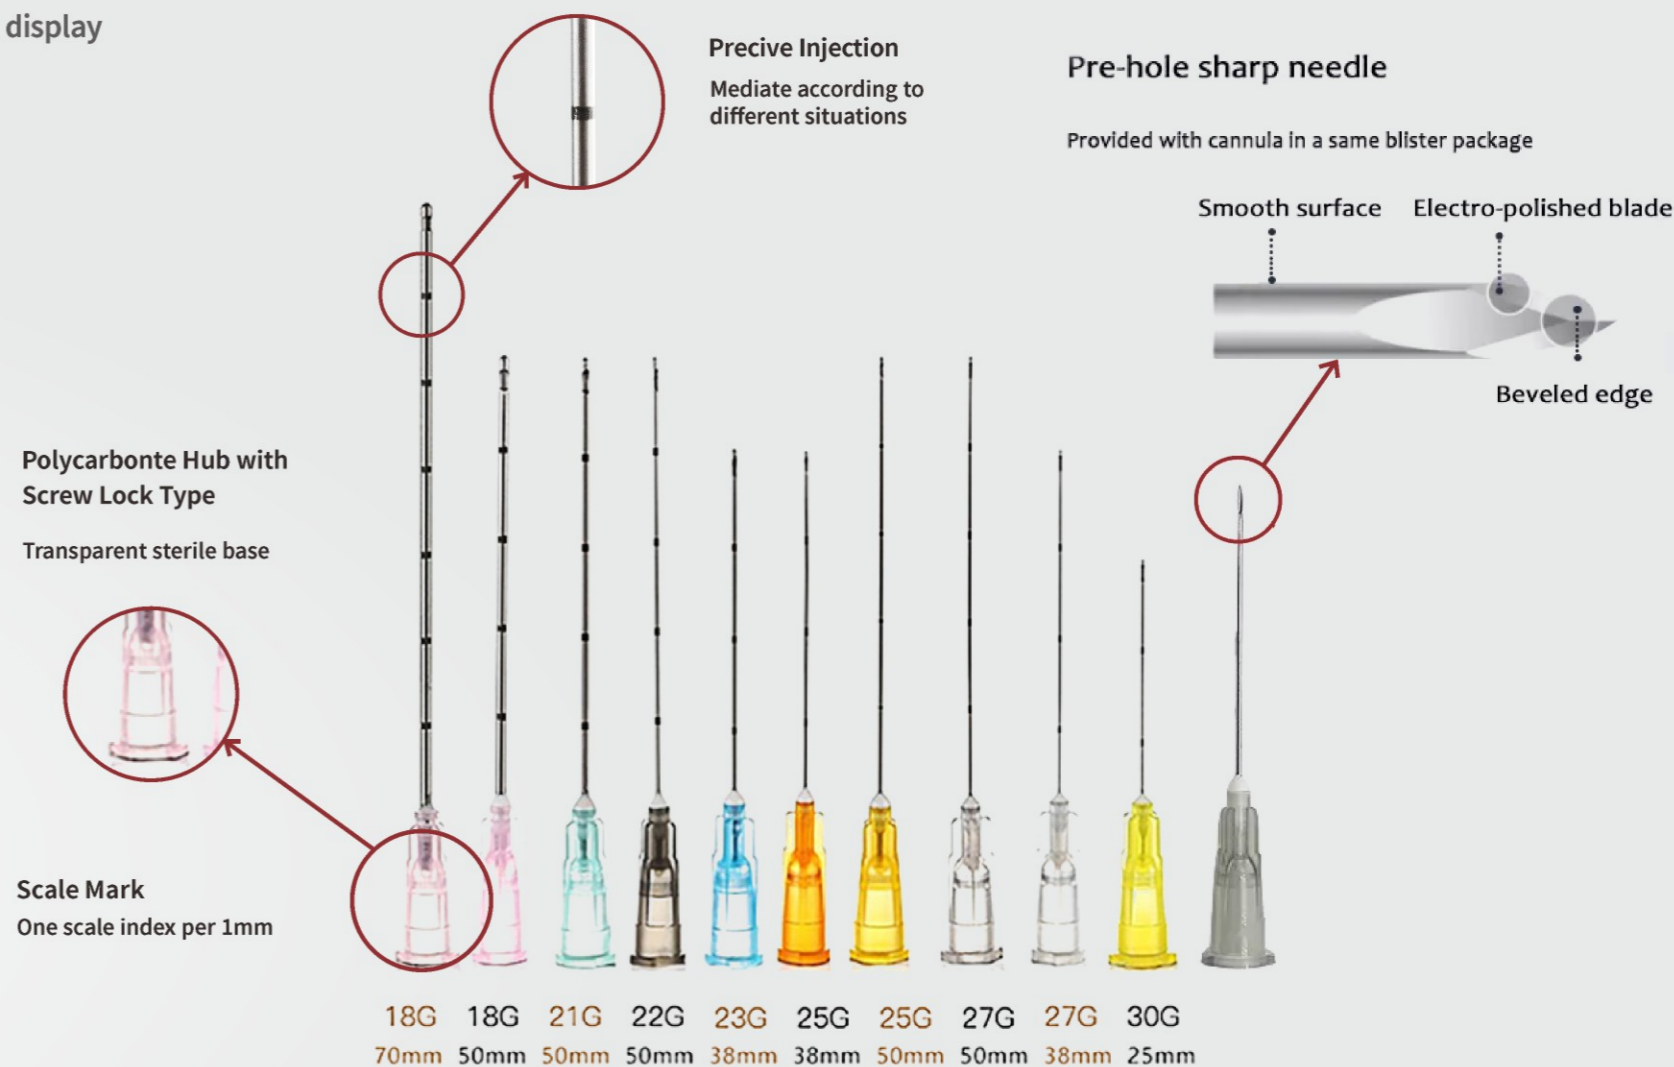 display
Precive Injection
Mediate according to
different situations
Pre-hole sharp needle
Provided with cannula in a same blister package
Smooth surface
Electro-polished blade
Beveled edge
Polycarbonte Hub with
Screw Lock Type
Transparent sterile base
Scale Mark
One scale index per 1mm
18G 18G 21G 22G 23G 25G 25G 27G 27G 30G
70mm 50mm 50mm 50mm 38mm 38mm 50mm 50mm 38mm 25mm